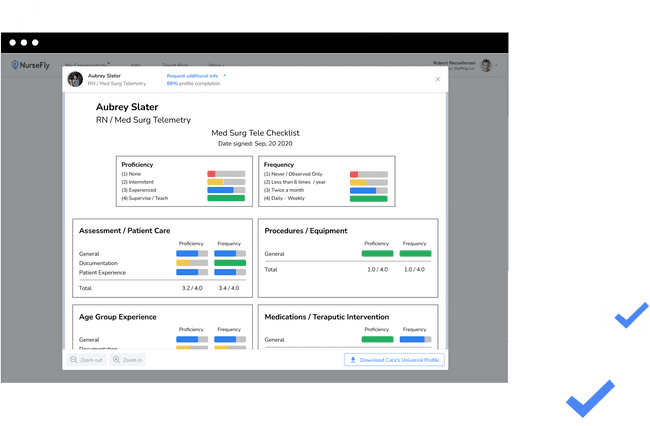 NurseFly
My Conversations
Jobs
Talent Pool
More
Robert Recruiterson
Staffing Co.
Aubrey Slater
RN / Med Surg Telemetry
Request additional info
88% profile completion
Aubrey Slater
RN / Med Surg Telemetry
Med Surg Tele Checklist
Date signed: Sep, 20 2020
Proficiency
(1) None
(2) Intermitent
(3) Experienced
(4) Supervise / Teach
Frequency
(1) Never / Observed Only
(2) Less than 6 times / year
(3) Twice a month
(4) Daily - Weekly
Assessment / Patient Care
Proficiency Frequency
General
Documentation
Patient Experience
Total 3.2 / 4.0 3.4 / 4.0
Procedures / Equipment
Proficiency Frequency
General
Total 1.0 / 4.0 1.0 / 4.0
Age Group Experience
Proficiency Frequency
General
Documentation
Medications / Teraputic Intervention
Proficiency Frequency
General
Zoom out Zoom in
Download Cara's Universal Profile